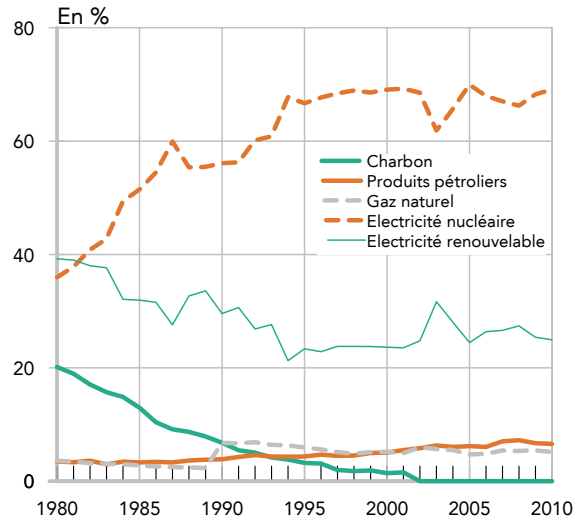 En %
80
60
40
20
0
Charbon
Produits pétroliers
Gaz naturel
Electricité nucléaire
Electricité renouvelable
1980 1985 1990 1995 2000 2005 2010